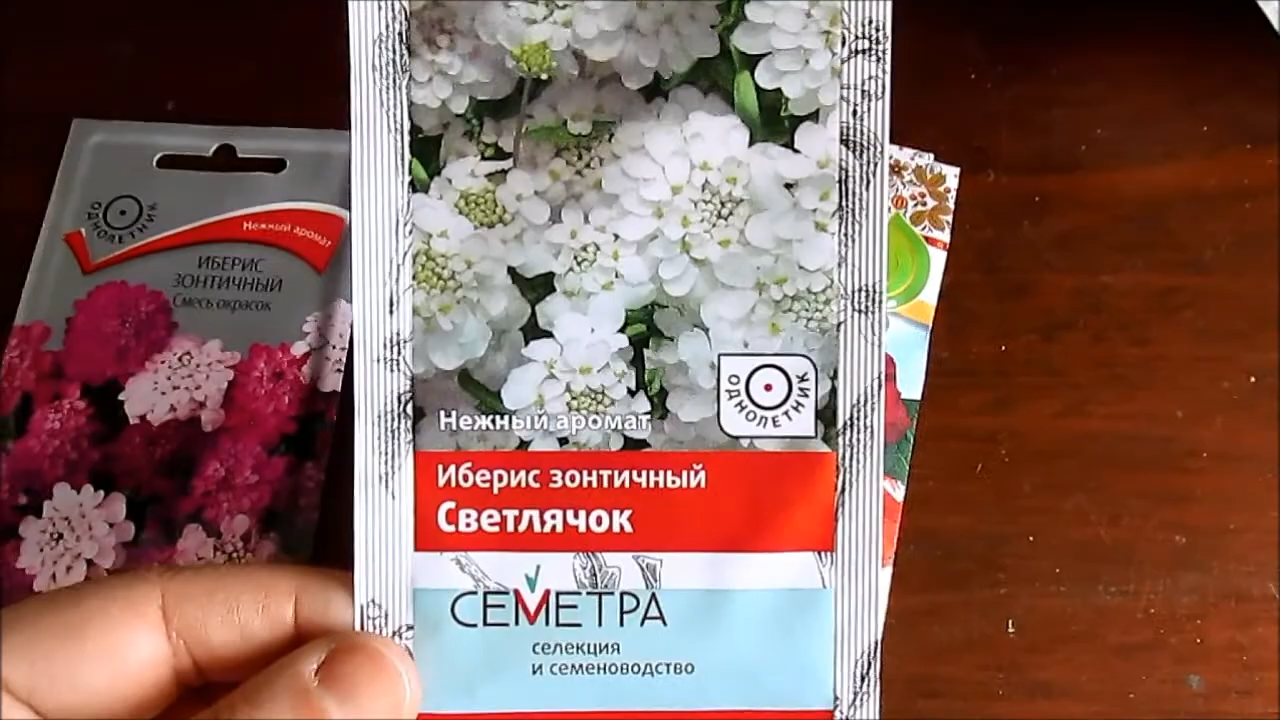 ОДНОЛЕТНИК
Нежный аромат
ИБЕРИС
ЗОНТИЧНЫЙ
Смесь окрасок
Нежный аромат
ОДНОЛЕТНИК
Иберис зонтичный
Светлячок
СЕМЕТРА
селекция
и семеноводство